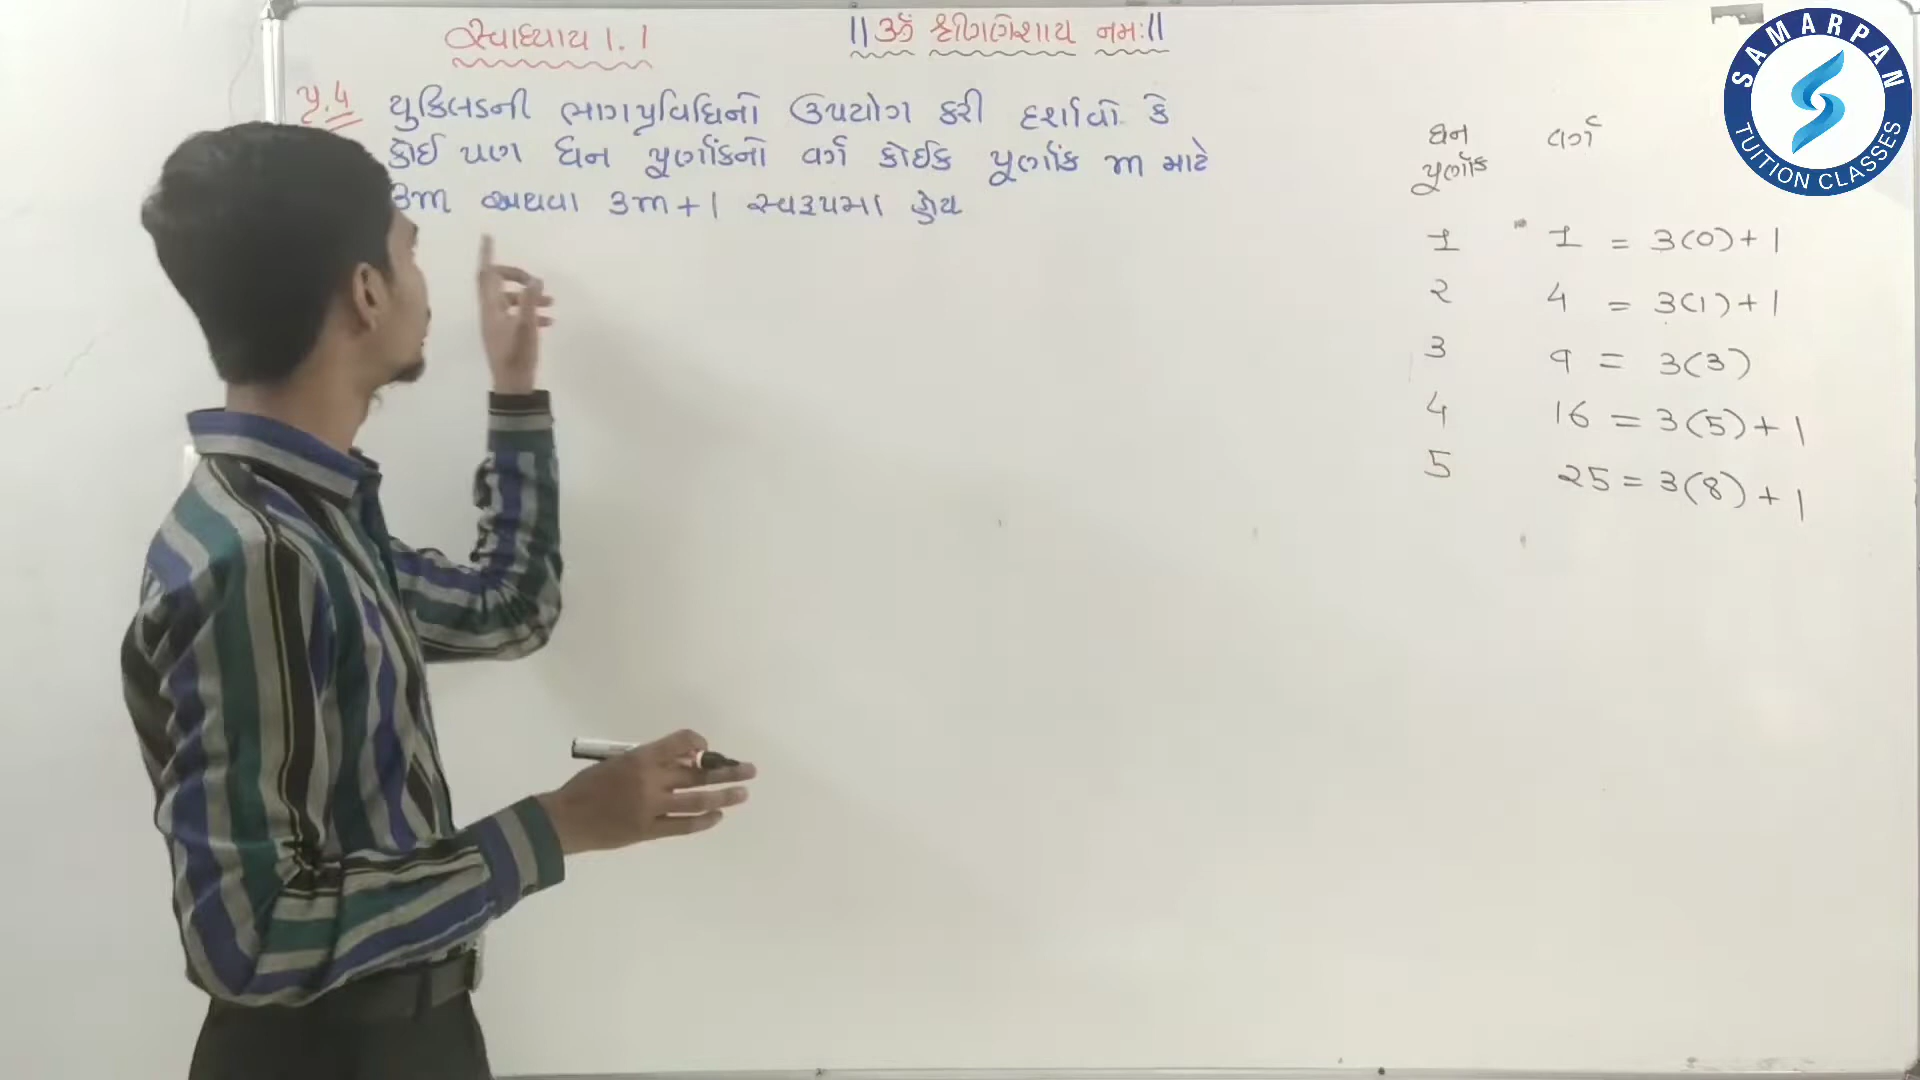 સ્વાધ્યાય 1.1
||ૐ શ્રીગણેશાય નમઃ||
પ્ર.4 યુક્લિડની ભાગપ્રવિધિનો ઉપયોગ કરી દર્શાવો કે
કોઈ પણ ધન પૂર્ણાંકનો વર્ગ કોઈક પૂર્ણાંક m માટે
3m અથવા 3m+1 સ્વરૂપમાં હોય
ધન પૂર્ણાંક વર્ગ
1 1 = 3(0)+1
2 4 = 3(1)+1
3 9 = 3(3)
4 16 = 3(5)+1
5 25 = 3(8)+1
SAMARPAN
TUITION CLASSES